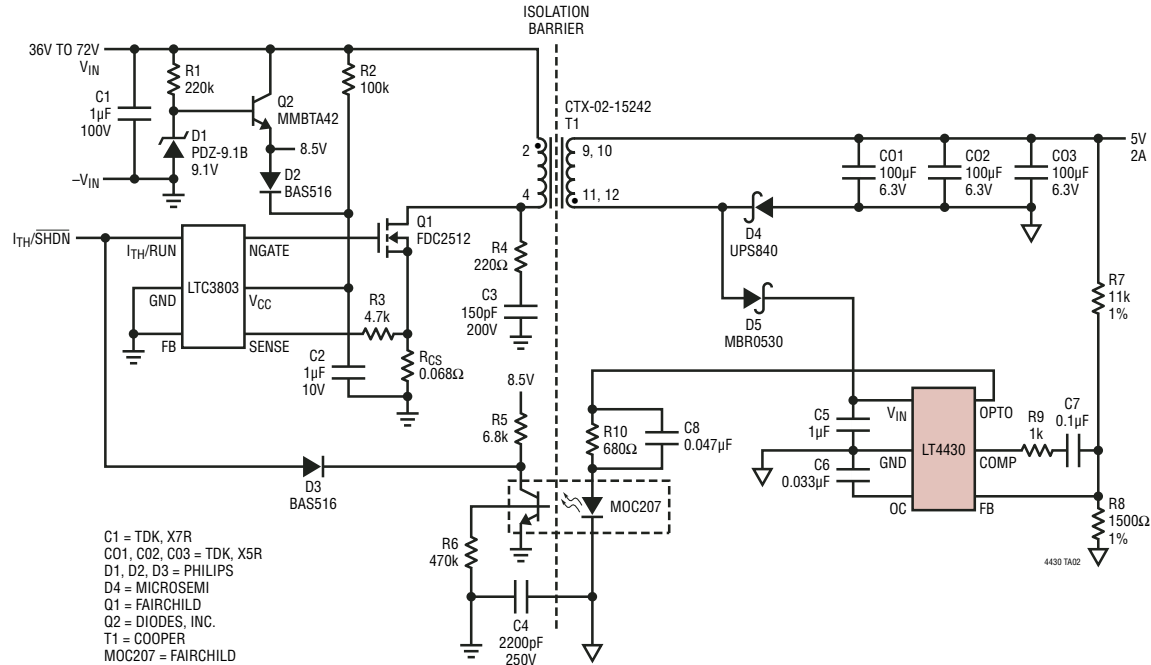 ISOLATION
BARRIER
36V TO 72V
VIN
R1
220k
R2
100k
C1
1µF
100V
Q2
MMBTA42
CTX-02-15242
T1
D1
PDZ-9.1B
9.1V
8.5V
–VIN
D2
BAS516
2
4
9, 10
11, 12
5V
2A
CO1
100µF
6.3V
CO2
100µF
6.3V
CO3
100µF
6.3V
Q1
FDC2512
D4
UPS840
ITH/SHDN
ITH/RUN
NGATE
LTC3803
GND
VCC
FB
SENSE
R4
220Ω
R3
4.7k
C3
150pF
200V
R7
11k
1%
D5
MBR0530
RCS
0.068Ω
C2
1µF
10V
8.5V
R5
6.8k
R10
680Ω
C8
0.047µF
C5
1µF
C6
0.033µF
VIN
OPTO
LT4430
GND
COMP
OC
FB
R9
1k
C7
0.1µF
D3
BAS516
MOC207
R8
1500Ω
1%
R6
470k
C4
2200pF
250V
4430 TA02
C1 = TDK, X7R
CO1, C02, C03 = TDK, X5R
D1, D2, D3 = PHILIPS
D4 = MICROSEMI
Q1 = FAIRCHILD
Q2 = DIODES, INC.
T1 = COOPER
MOC207 = FAIRCHILD